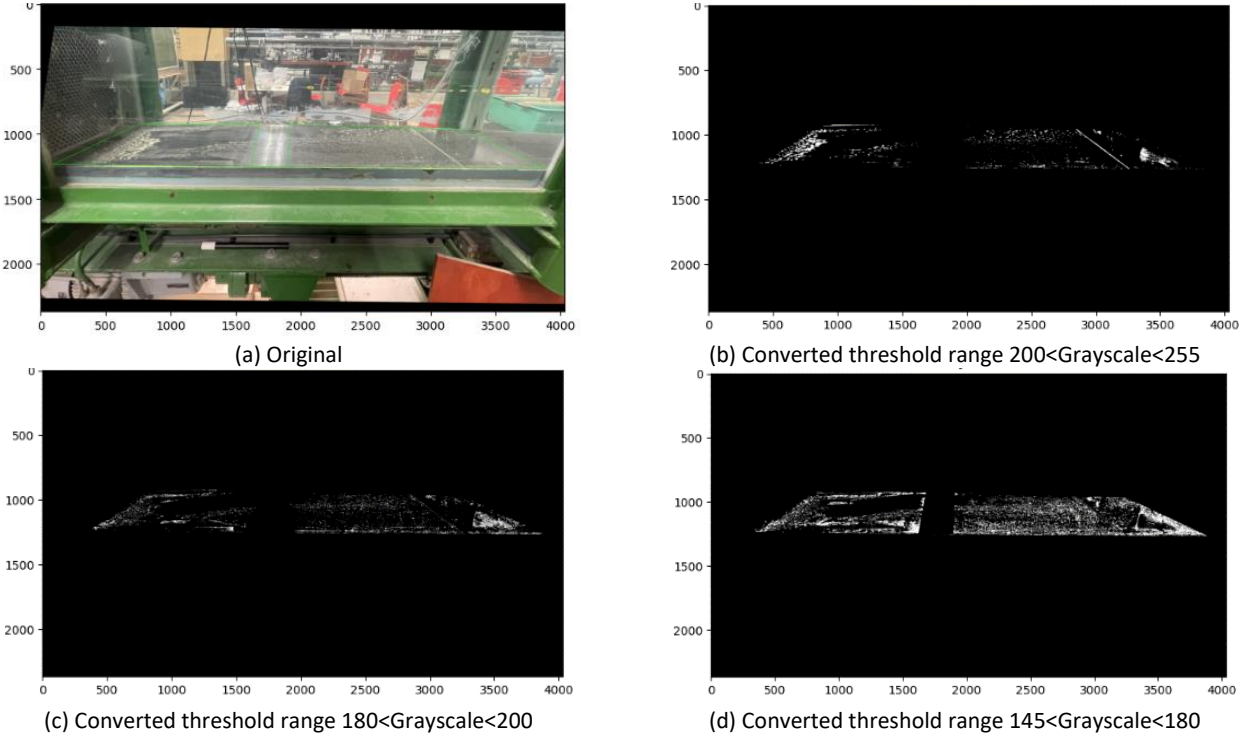 0
500
1000
1500
2000
0 500 1000 1500 2000 2500 3000 3500 4000
(a) Original
0
500
1000
1500
2000
0 500 1000 1500 2000 2500 3000 3500 4000
(b) Converted threshold range 200<Grayscale<255
0
500
1000
1500
2000
0 500 1000 1500 2000 2500 3000 3500 4000
(c) Converted threshold range 180<Grayscale<200
0
500
1000
1500
2000
0 500 1000 1500 2000 2500 3000 3500 4000
(d) Converted threshold range 145<Grayscale<180